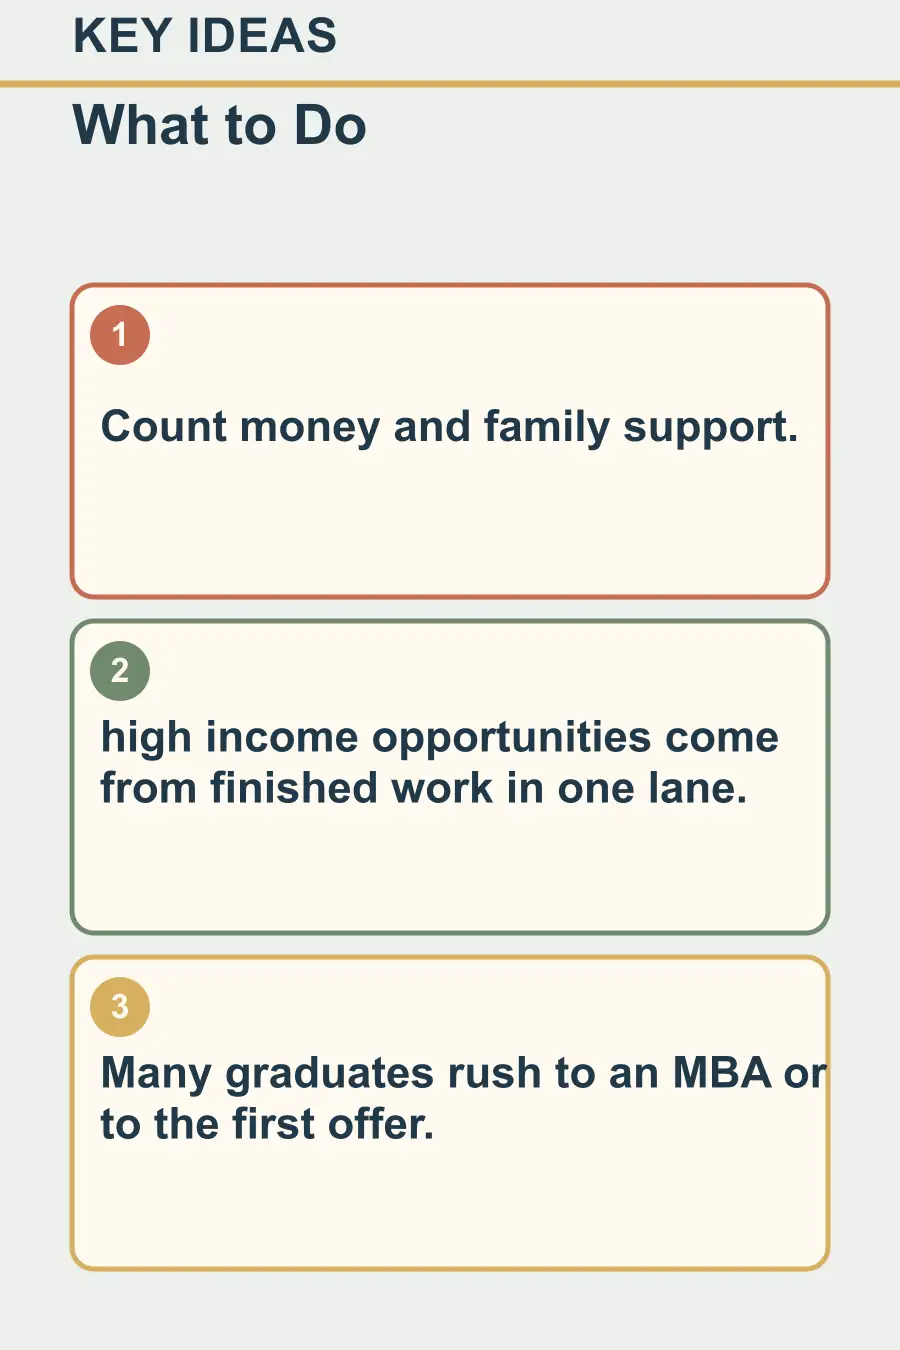 KEY IDEAS
What to Do
1
Count money and family support.
2
high income opportunities come
from finished work in one lane.
3
Many graduates rush to an MBA or
to the first offer.